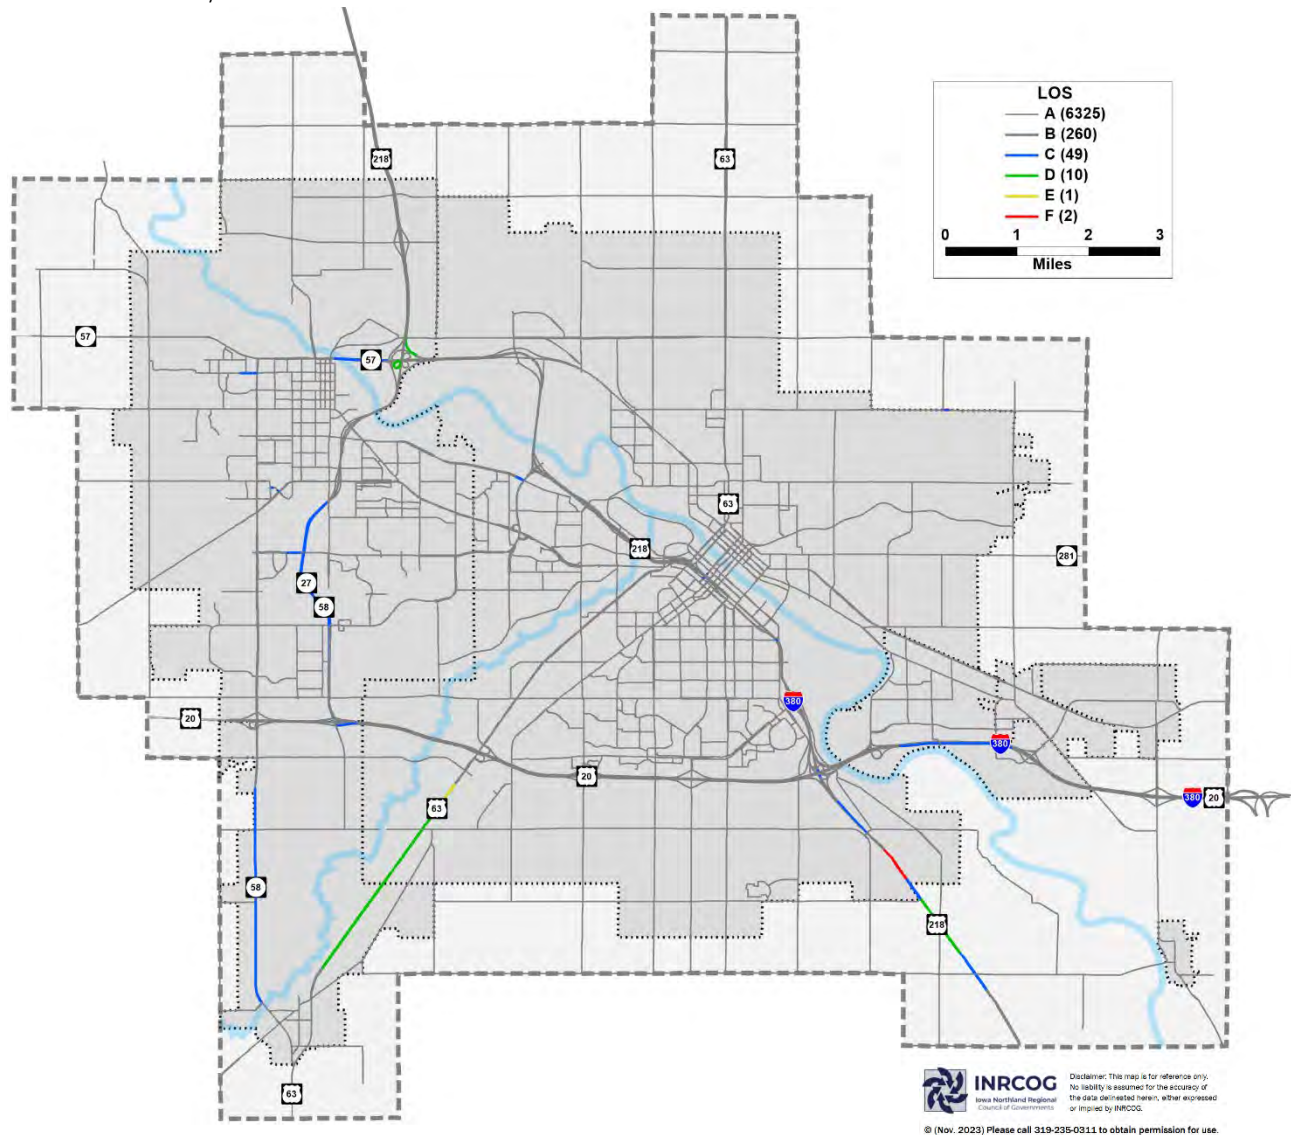 LOS
A (6325)
B (260)
C (49)
D (10)
E (1)
F (2)
0 1 2 3
Miles
218
63
57
57
63
218
281
27
58
380
20
380
20
380 20
63
58
218
63
INRCOG
Iowa Northland Regional
Council of Governments
Disclaimer: This map is for reference only.
No liability is assumed for the accuracy of
the data delineated herein, either expressed
or implied by INRCOG.
© (Nov. 2023) Please call 319-235-0311 to obtain permission for use.